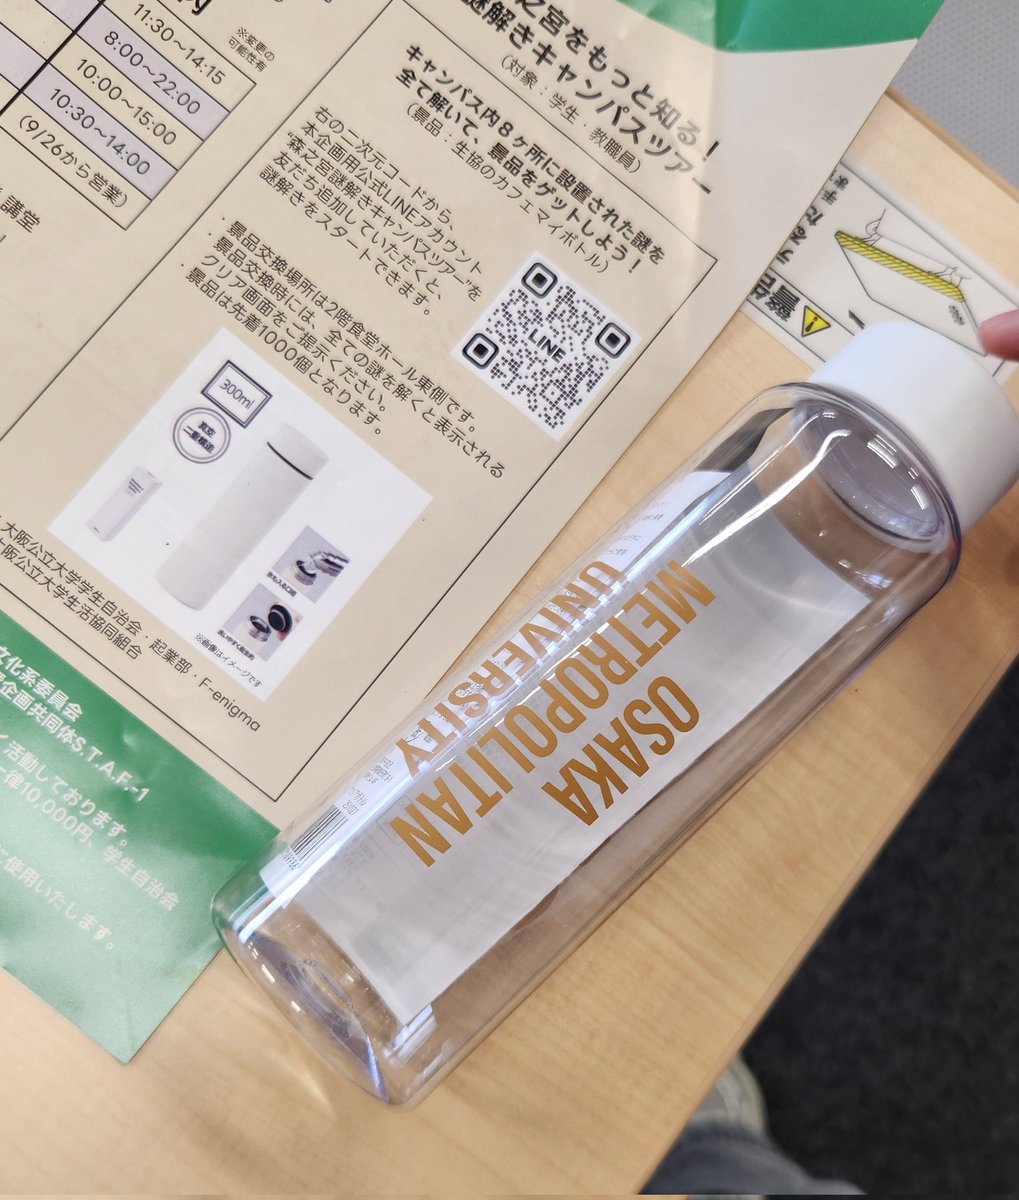 内
※変更の
可能性有
11:30～14:15
8:00～22:00
10:00～15:00
10:30～14:00
(9/26から営業)
講堂
之宮をもっと知る！
謎解きキャンパスツアー
(対象：学生・教職員)
キャンパス内８ヶ所に設置された謎を
全て解いて、景品をゲットしよう！
(景品：生協のカフェマイボトル)
右の二次元コードから、
本企画用公式LINEアカウント
“森之宮謎解きキャンパスツアー”を
友だち追加していただくと、
謎解きをスタートできます。
LINE
・景品交換場所は2階食堂ホール東側です。
・景品交換時には、全ての謎を解くと表示される
クリア画面をご提示ください。
・景品は先着1000個となります。
300ml
真空
二重構造
※画像はイメージです
大阪公立大学学生自治会・起業部・F-enigma
大阪公立大学生活協同組合
文化系委員会
企画共同体S.T.A.F.-1
活動しております。
一律10,000円、学生自治会
ご使用いたします。
OSAKA
METROPOLITAN
UNIVERSITY